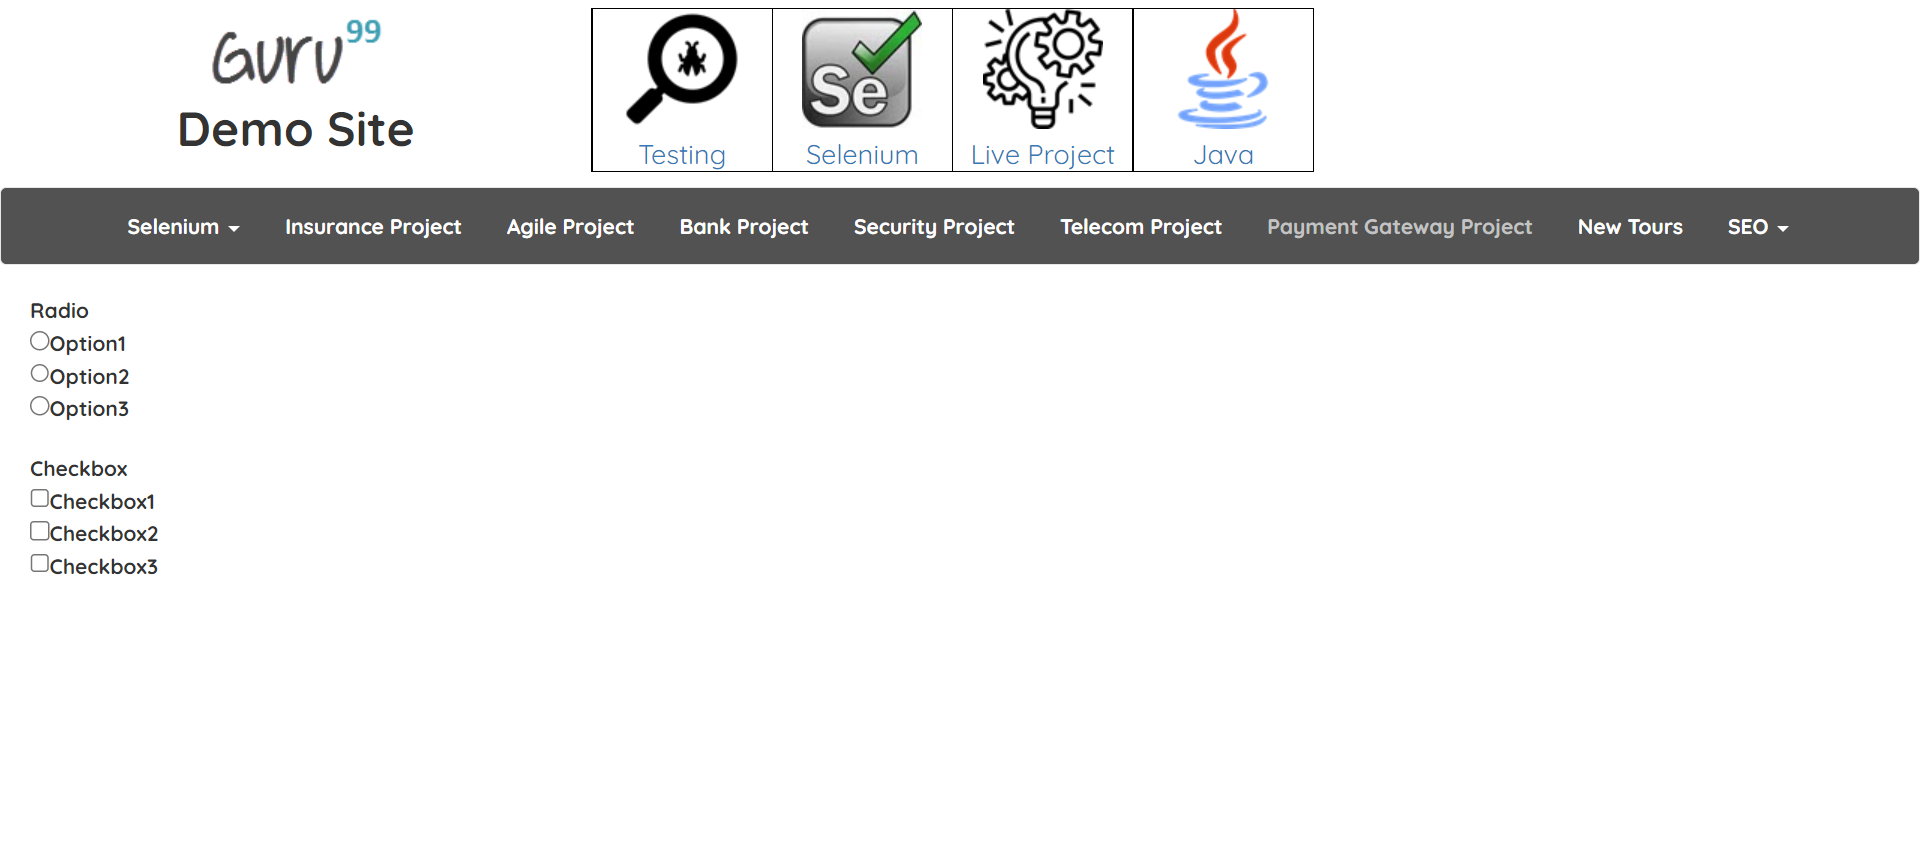 Guru99
Demo Site
Se
Testing
Selenium
Live Project
Java
Selenium
Insurance Project
Agile Project
Bank Project
Security Project
Telecom Project
Payment Gateway Project
New Tours
SEO
Radio
Option1
Option2
Option3
Checkbox
Checkbox1
Checkbox2
Checkbox3